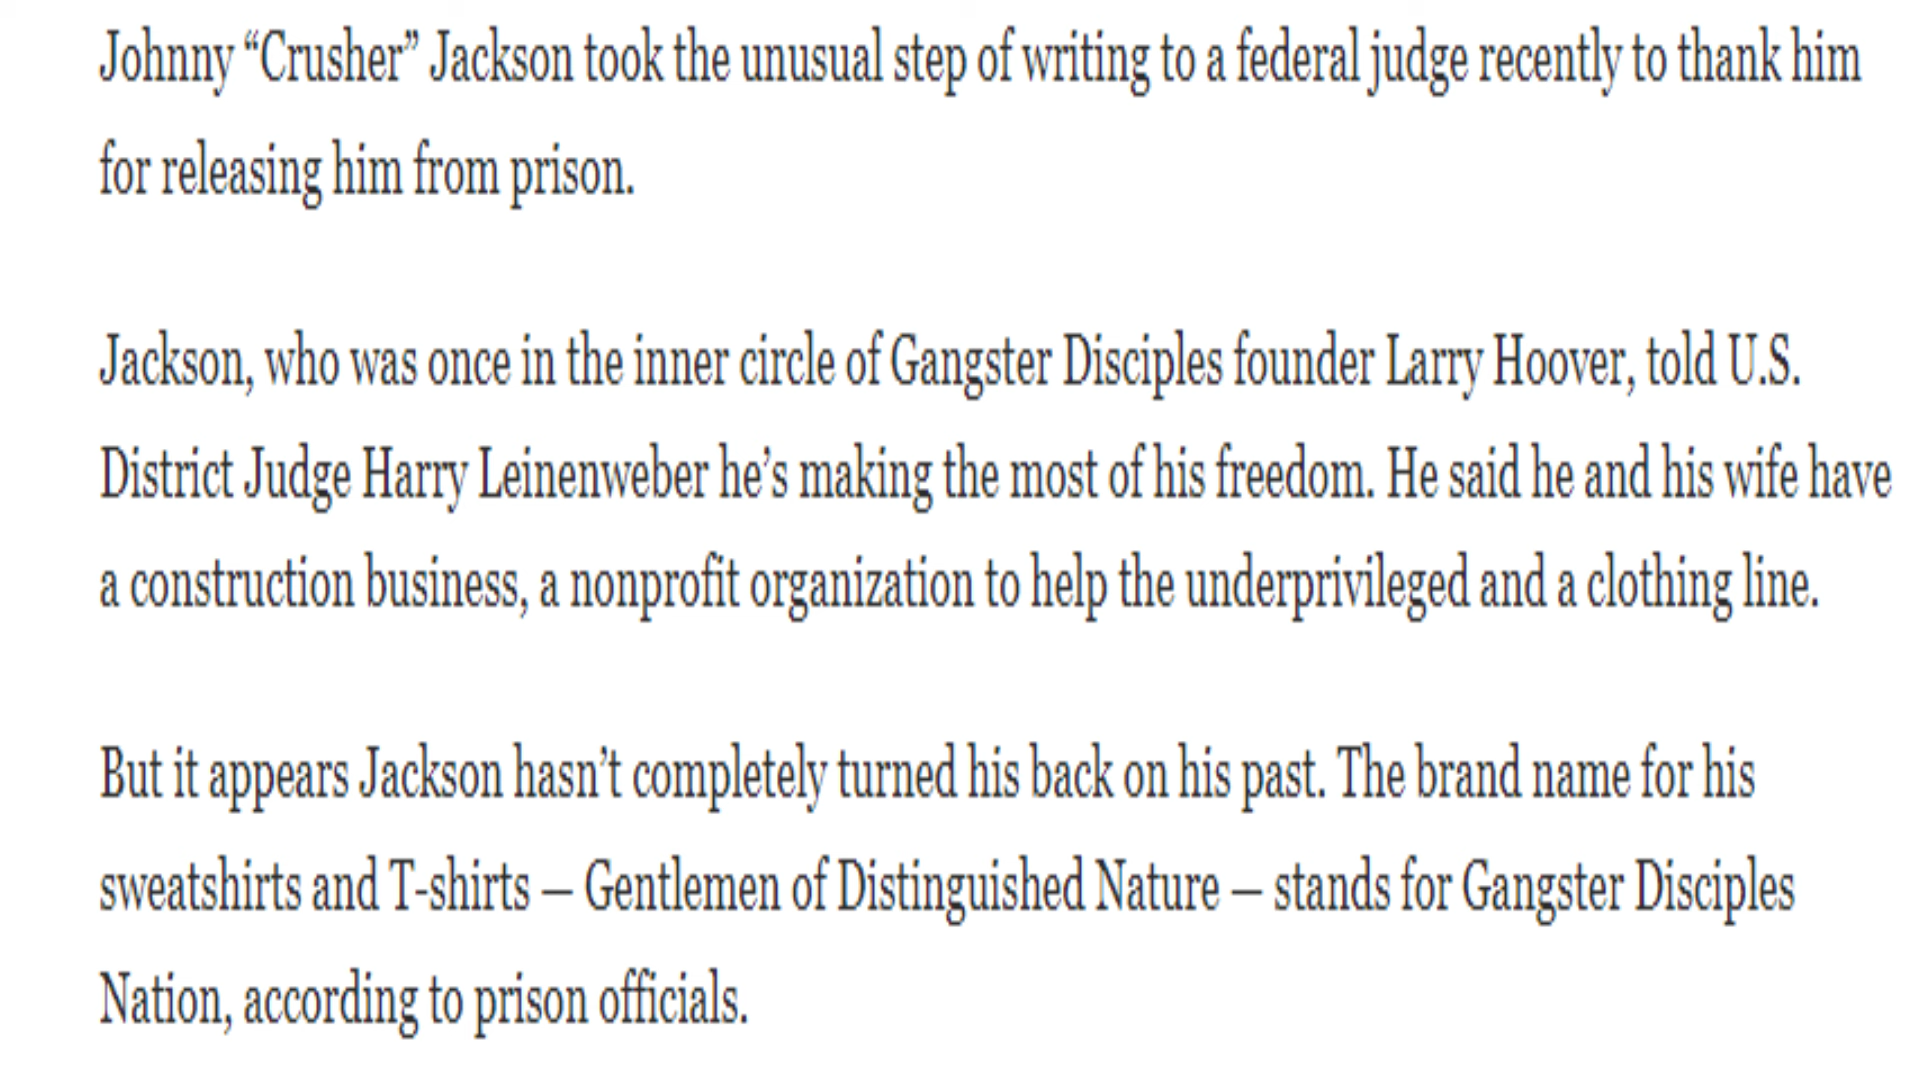 Johnny “Crusher” Jackson took the unusual step of writing to a federal judge recently to thank him
for releasing him from prison.
Jackson, who was once in the inner circle of Gangster Disciples founder Larry Hoover, told U.S.
District Judge Harry Leinenweber he’s making the most of his freedom. He said he and his wife have
a construction business, a nonprofit organization to help the underprivileged and a clothing line.
But it appears Jackson hasn’t completely turned his back on his past. The brand name for his
sweatshirts and T-shirts — Gentlemen of Distinguished Nature — stands for Gangster Disciples
Nation, according to prison officials.